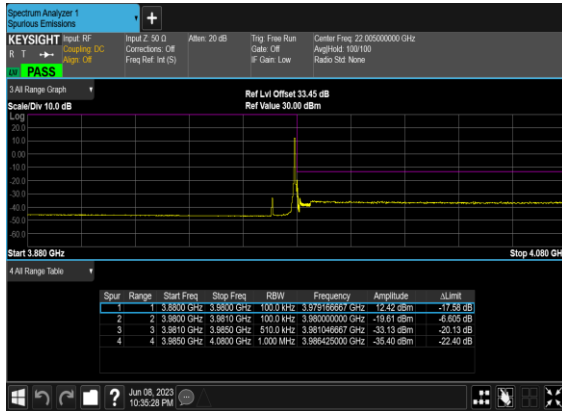 Spectrum Analyzer 1
Spurious Emissions
KEYSIGHT Input: RF Input Z: 50 Ω Atten: 20 dB Trig: Free Run Center Freq: 22.005000000 GHz
R T Coupling: DC Corrections: Off Gate: Off Avg|Hold: 100/100
Align: Off Freq Ref: Int (S) IF Gain: Low Radio Std: None
LW PASS
3 All Range Graph
Ref Lvl Offset 33.45 dB
Scale/Div 10.0 dB Ref Value 30.00 dBm
Log
20.0
10.0
0.00
-10.0
-20.0
-30.0
-40.0
-50.0
-60.0
Start 3.880 GHz Stop 4.080 GH
4 All Range Table
Spur Range Start Freq Stop Freq RBW Frequency Amplitude ΔLimit
1 1 3.8800 GHz 3.9800 GHz 100.0 kHz 3.979166667 GHz 12.42 dBm -17.58 dB
2 2 3.9800 GHz 3.9810 GHz 100.0 kHz 3.980000000 GHz -19.61 dBm -6.605 dB
3 3 3.9810 GHz 3.9850 GHz 510.0 kHz 3.981046667 GHz -33.13 dBm -20.13 dB
4 4 3.9850 GHz 4.0800 GHz 1.000 MHz 3.986425000 GHz -35.40 dBm -22.40 dB
? Jun 08, 2023
10:35:28 PM